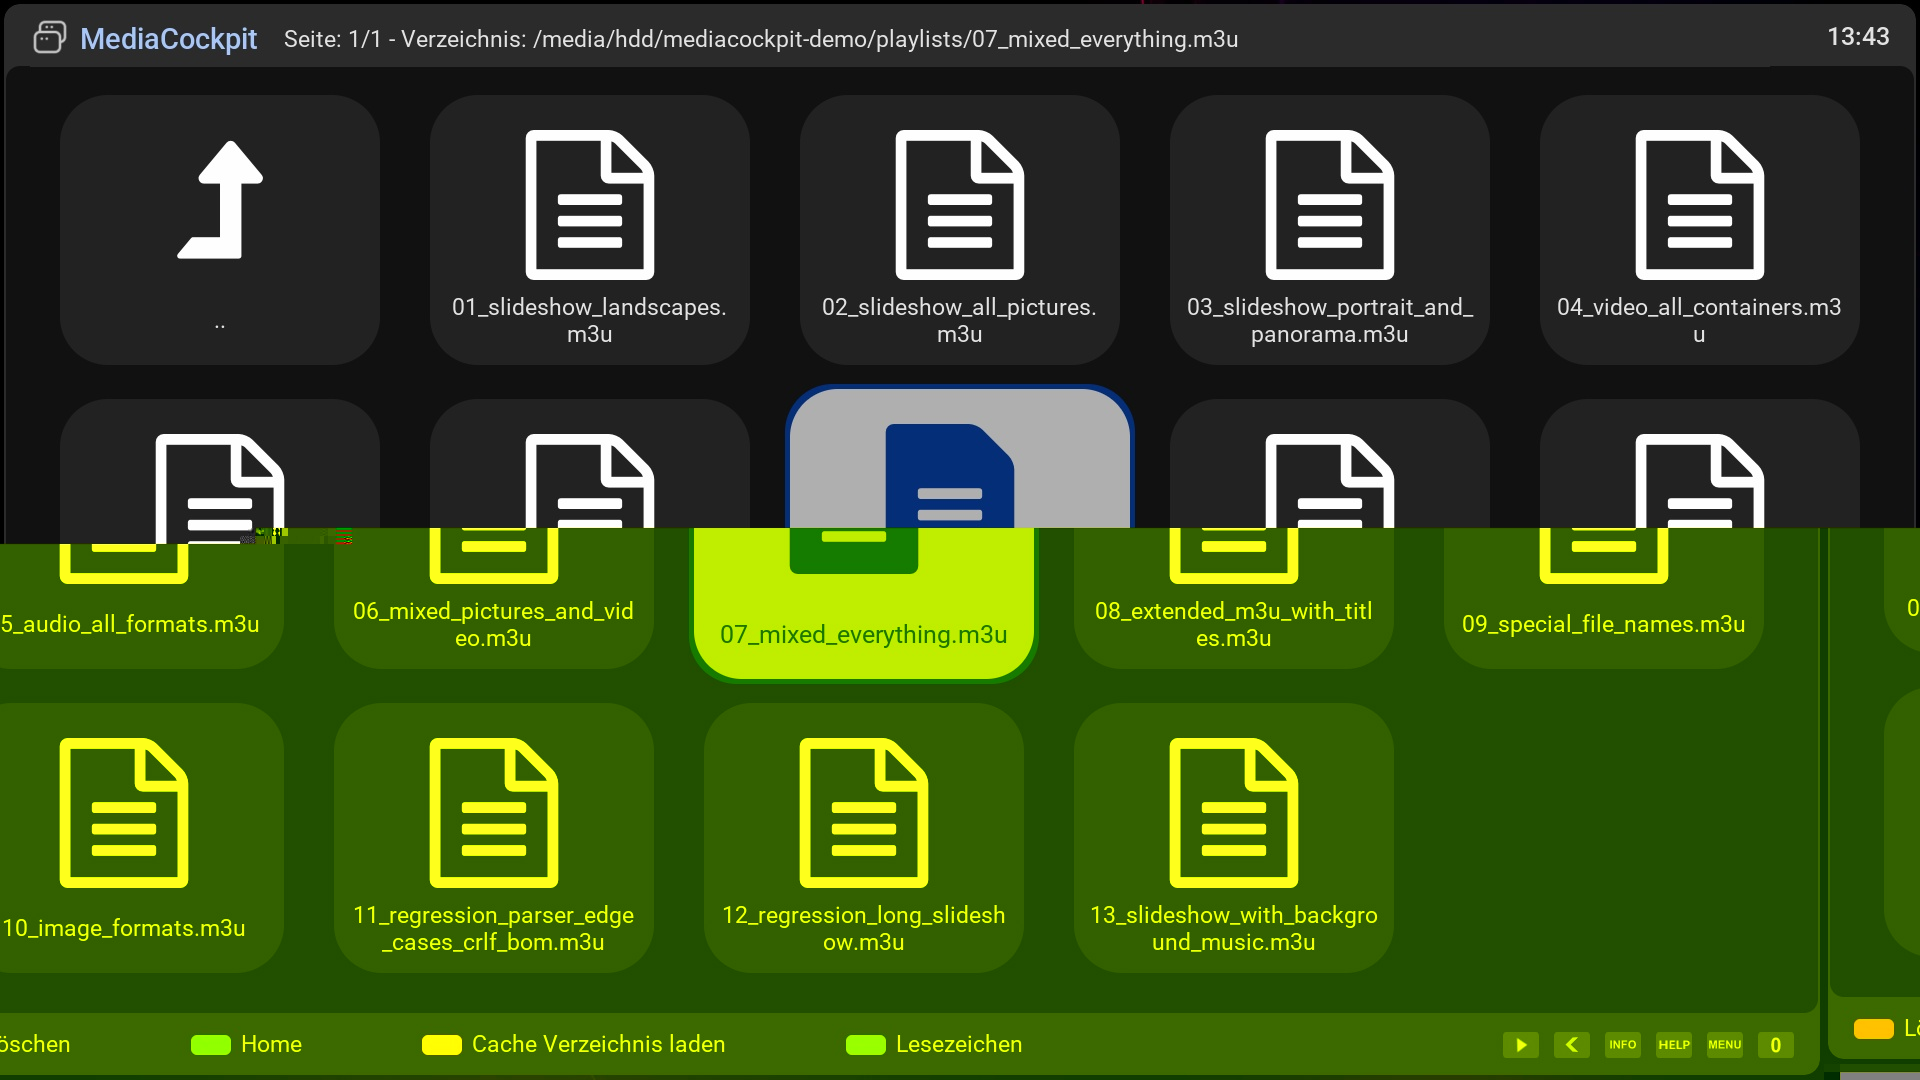 MediaCockpit Seite: 1/1 - Verzeichnis: /media/hdd/mediacockpit-demo/playlists/07_mixed_everything.m3u 13:43
..
01_slideshow_landscapes.
m3u
02_slideshow_all_pictures.
m3u
03_slideshow_portrait_and_
panorama.m3u
04_video_all_containers.m3
u
5_audio_all_formats.m3u
06_mixed_pictures_and_vid
eo.m3u
07_mixed_everything.m3u
08_extended_m3u_with_titl
es.m3u
09_special_file_names.m3u
0
10_image_formats.m3u
11_regression_parser_edge
_cases_crlf_bom.m3u
12_regression_long_slidesh
ow.m3u
13_slideshow_with_backgro
und_music.m3u
öschen Home Cache Verzeichnis laden Lesezeichen INFO HELP MENU 0